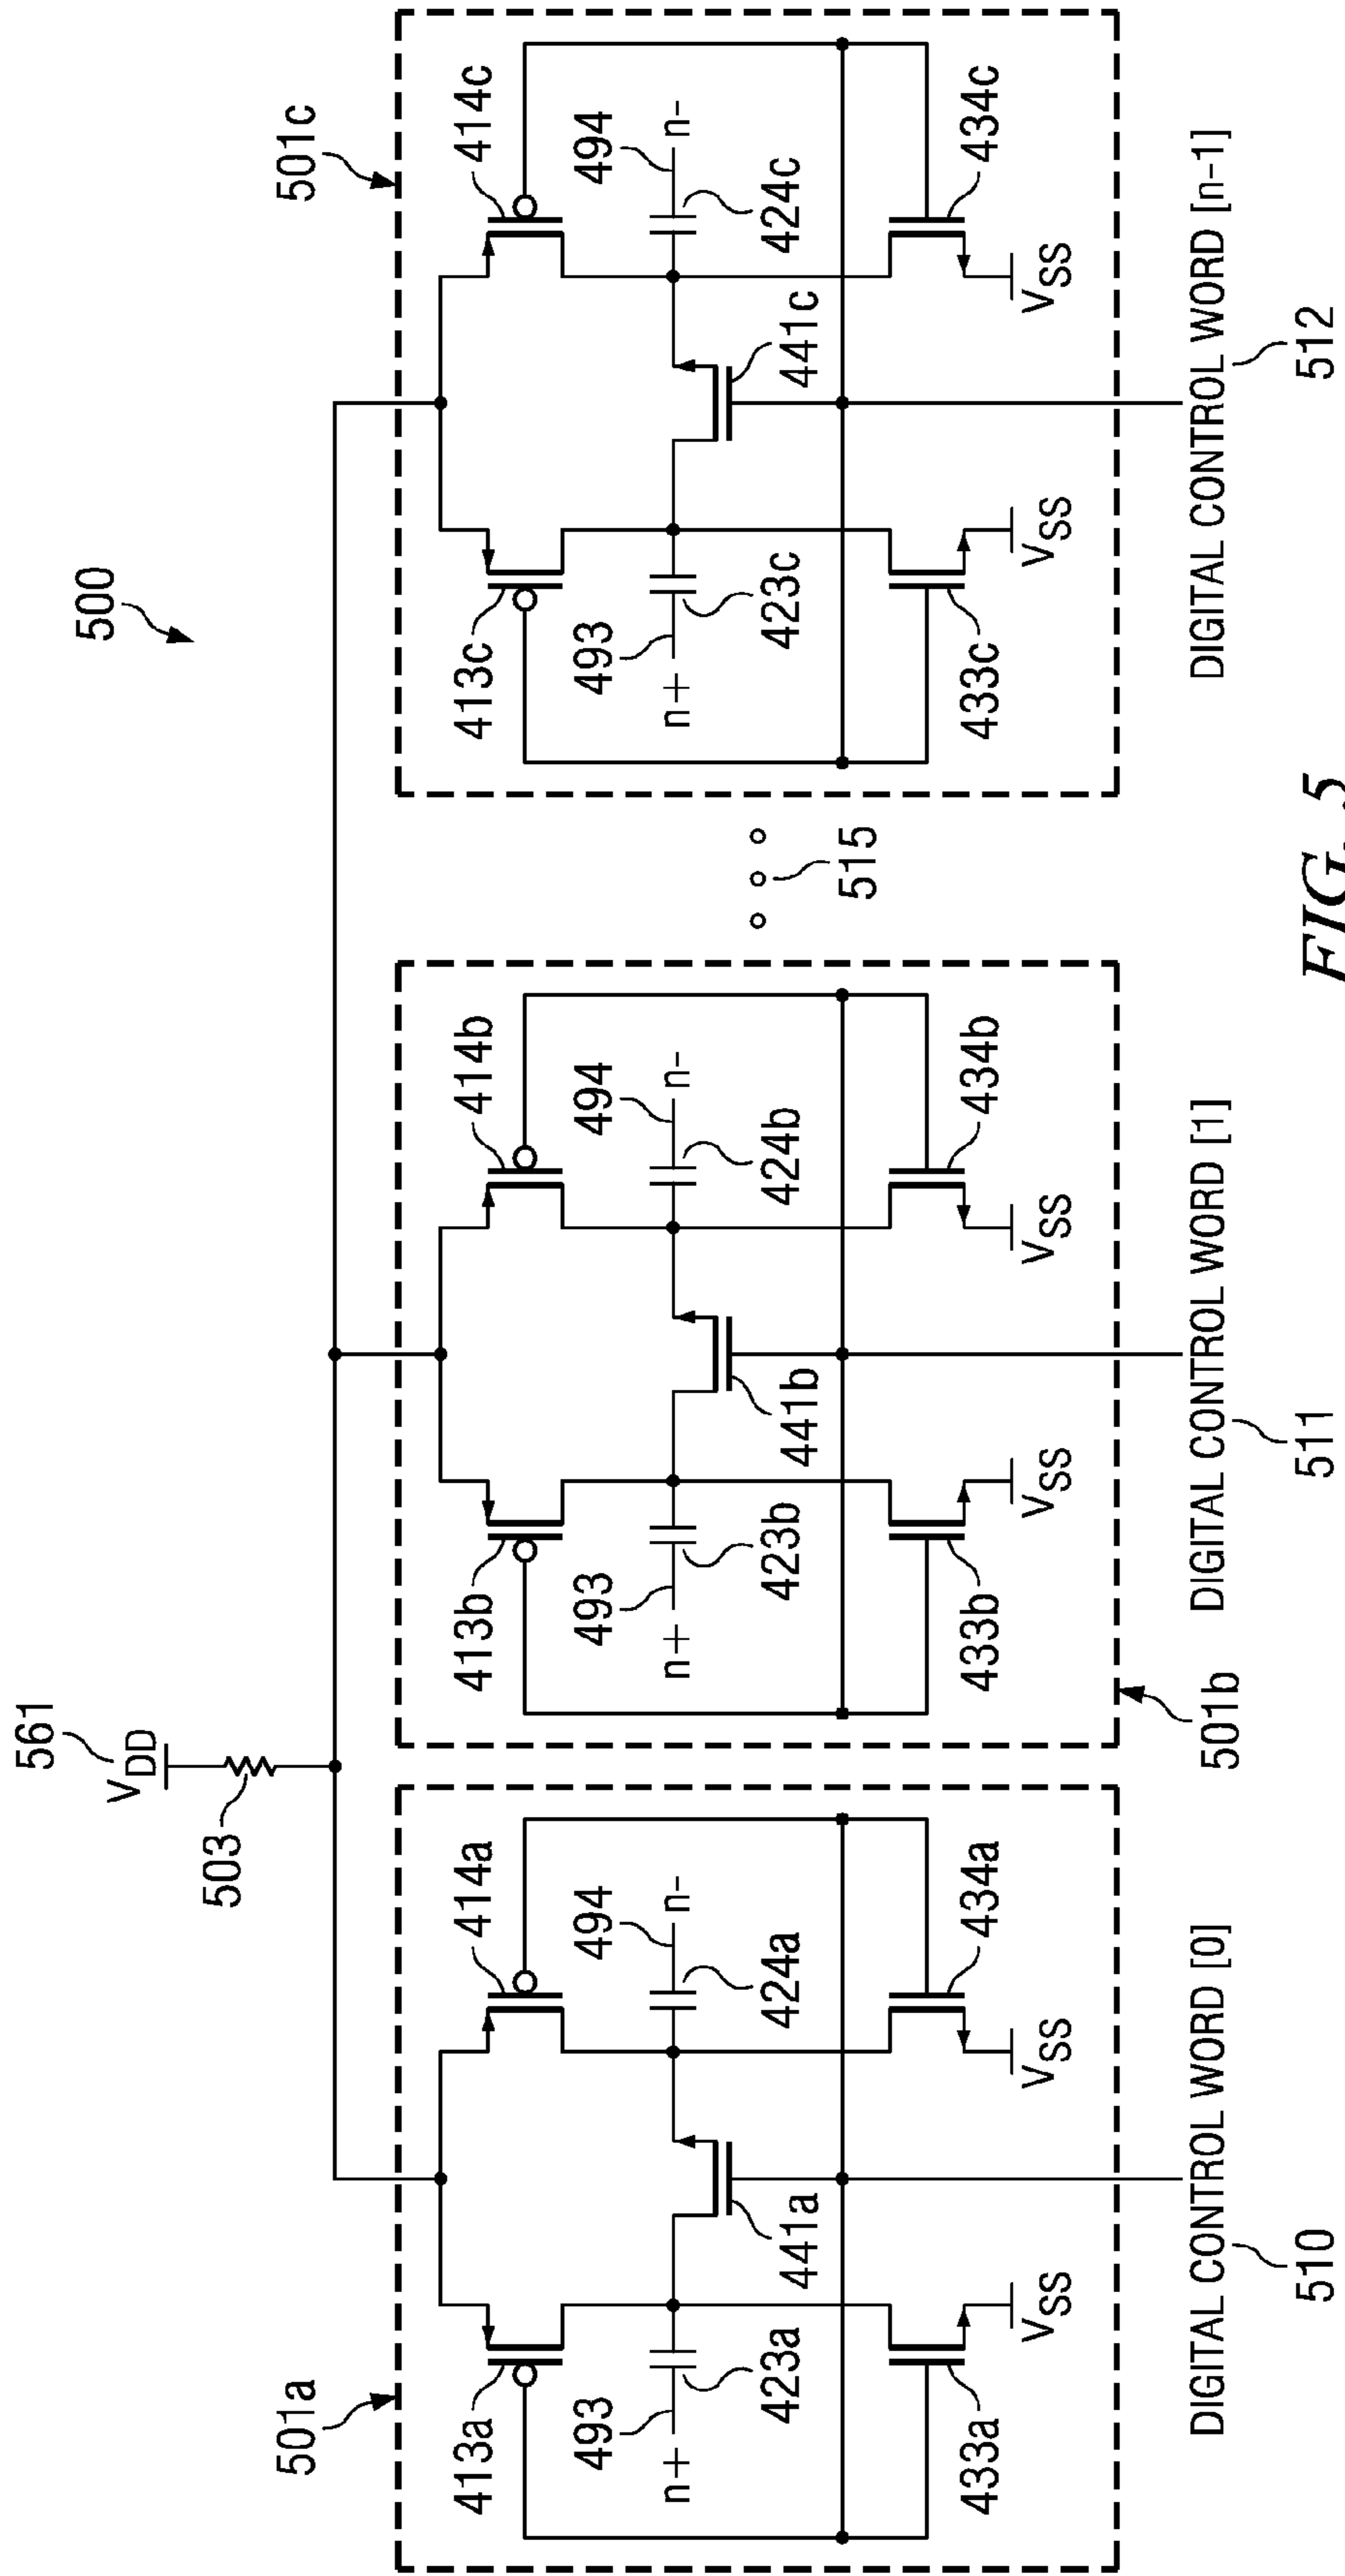 500
561
VDD
503
501a
413a
414a
493
n+
423a
494
n-
424a
441a
433a
VSS
434a
VSS
DIGITAL CONTROL WORD [0]
510
501b
413b
414b
493
n+
423b
494
n-
424b
441b
433b
VSS
434b
VSS
DIGITAL CONTROL WORD [1]
511
515
501c
413c
414c
493
n+
423c
494
n-
424c
441c
433c
VSS
434c
VSS
DIGITAL CONTROL WORD [n-1]
512
FIG. 5